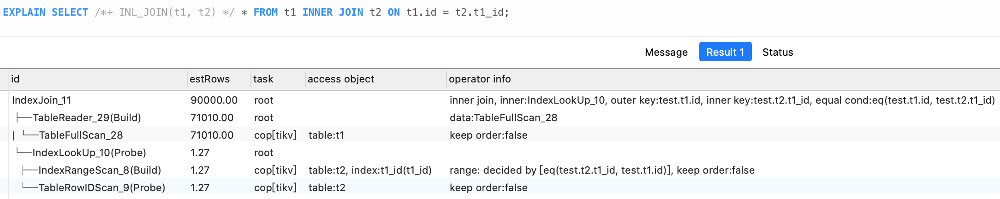 EXPLAIN SELECT /*+ INL_JOIN(t1, t2) */ * FROM t1 INNER JOIN t2 ON t1.id = t2.t1_id;
Message Result 1 Status
id estRows task access object operator info
IndexJoin_11 90000.00 root inner join, inner:IndexLookUp_10, outer key:test.t1.id, inner key:test.t2.t1_id, equal cond:eq(test.t1.id, test.t2.t1_id)
├──TableReader_29(Build) 71010.00 root data:TableFullScan_28
| └──TableFullScan_28 71010.00 cop[tikv] table:t1 keep order:false
└──IndexLookUp_10(Probe) 1.27 root
├──IndexRangeScan_8(Build) 1.27 cop[tikv] table:t2, index:t1_id(t1_id) range: decided by [eq(test.t2.t1_id, test.t1.id)], keep order:false
└──TableRowIDScan_9(Probe) 1.27 cop[tikv] table:t2 keep order:false